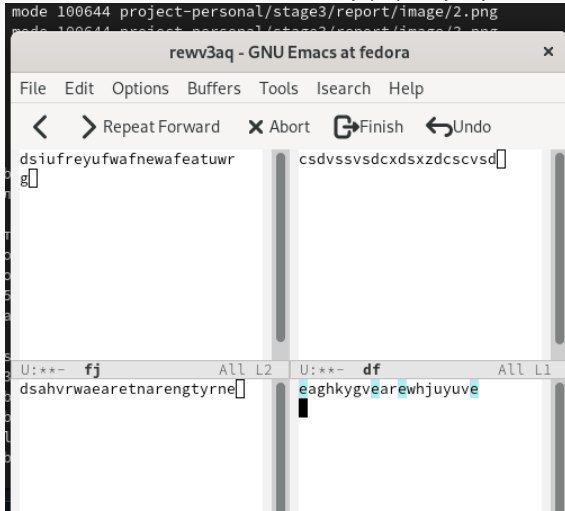 mode 100644 project-personal/stage3/report/image/2.png
rewv3aq - GNU Emacs at fedora ×
File Edit Options Buffers Tools Isearch Help
Repeat Forward Abort Finish Undo
dsiufreyufwafnewafeatuwr
g
csdvssvsdcxdsxzdcscvsd
U:**- fj All L2
U:**- df All L1
dsahvrwaearetnarengtyrne
eaghkygvearewhjuyuve